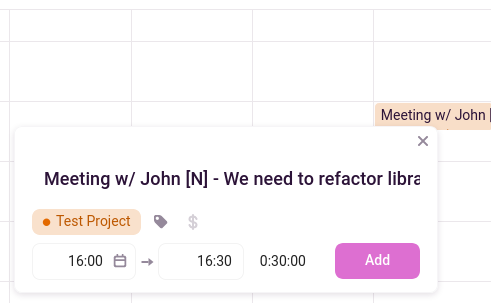 Meeting w/ John [
Meeting w/ John [N] - We need to refactor libra
Test Project
$
16:00 → 16:30 0:30:00 Add